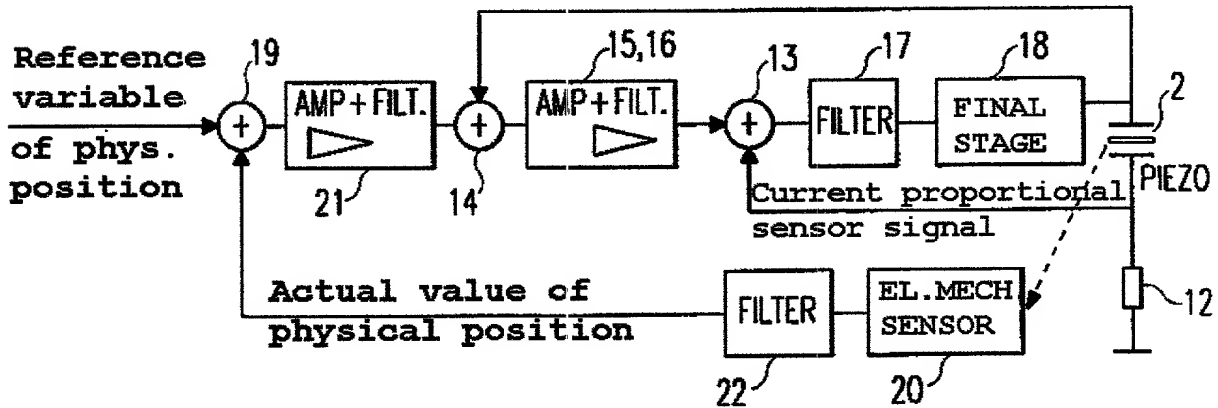 Reference
variable
of phys.
position
19
+
AMP+FILT.
21
+
14
15,16
AMP+FILT.
13
+
17
FILTER
18
FINAL
STAGE
2
PIEZO
Current proportional
sensor signal
12
Actual value of
physical position
FILTER
22
EL.MECH
SENSOR
20